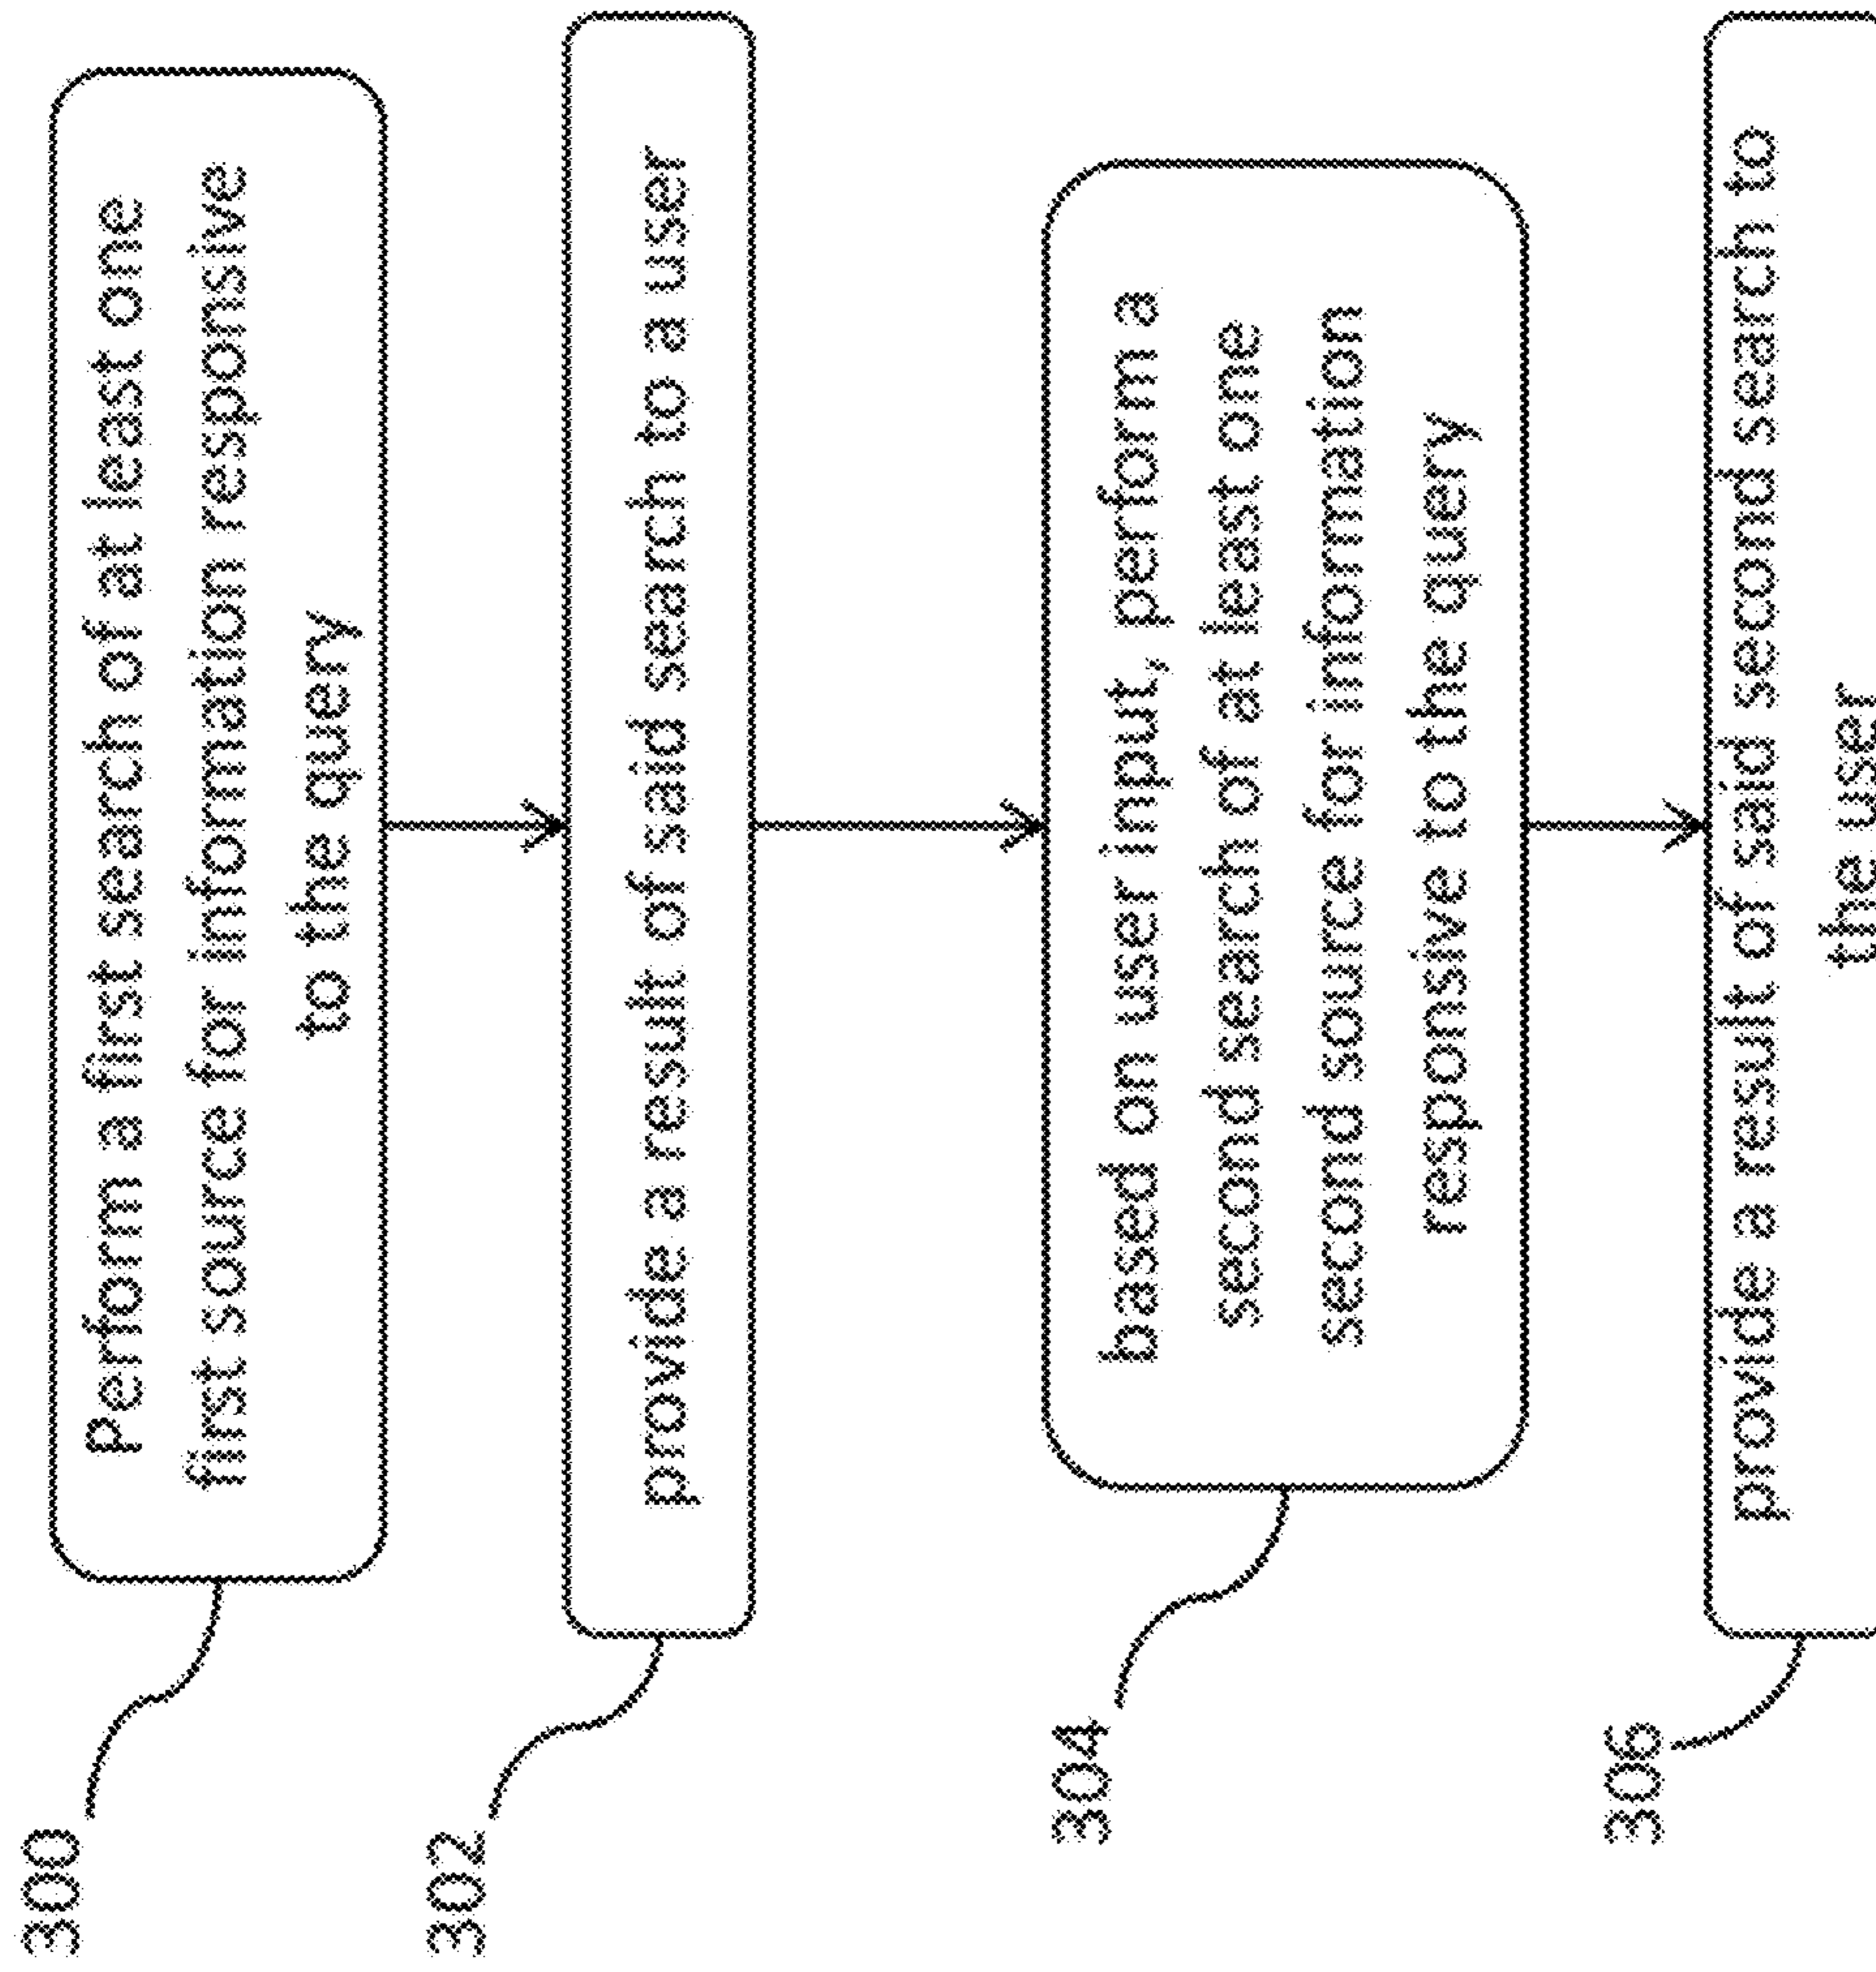 300
Perform a first search of at least one
first source for information responsive
to the query
302
provide a result of said search to a user
304
based on user input, perform a
second search of at least one
second source for information
responsive to the query
306
provide a result of said second search to
the user